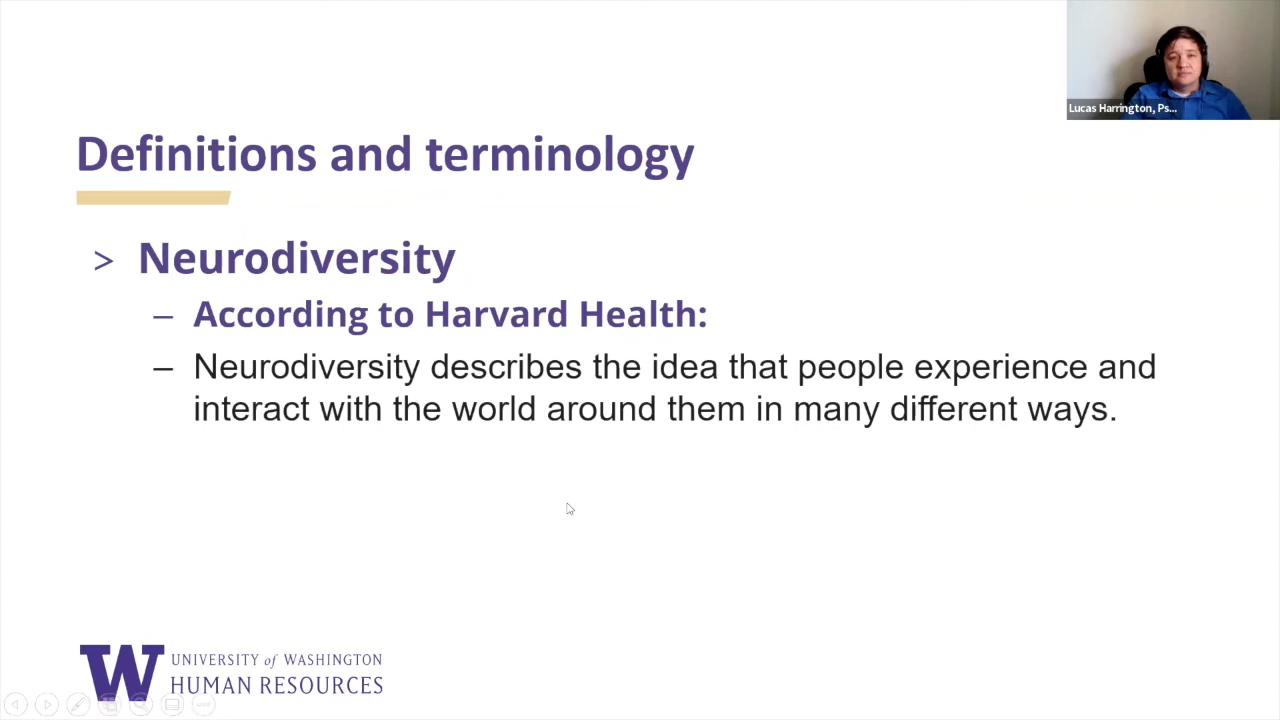 Lucas Harrington, Ps...
Definitions and terminology
> Neurodiversity
– According to Harvard Health:
– Neurodiversity describes the idea that people experience and
interact with the world around them in many different ways.
W
UNIVERSITY of WASHINGTON
HUMAN RESOURCES